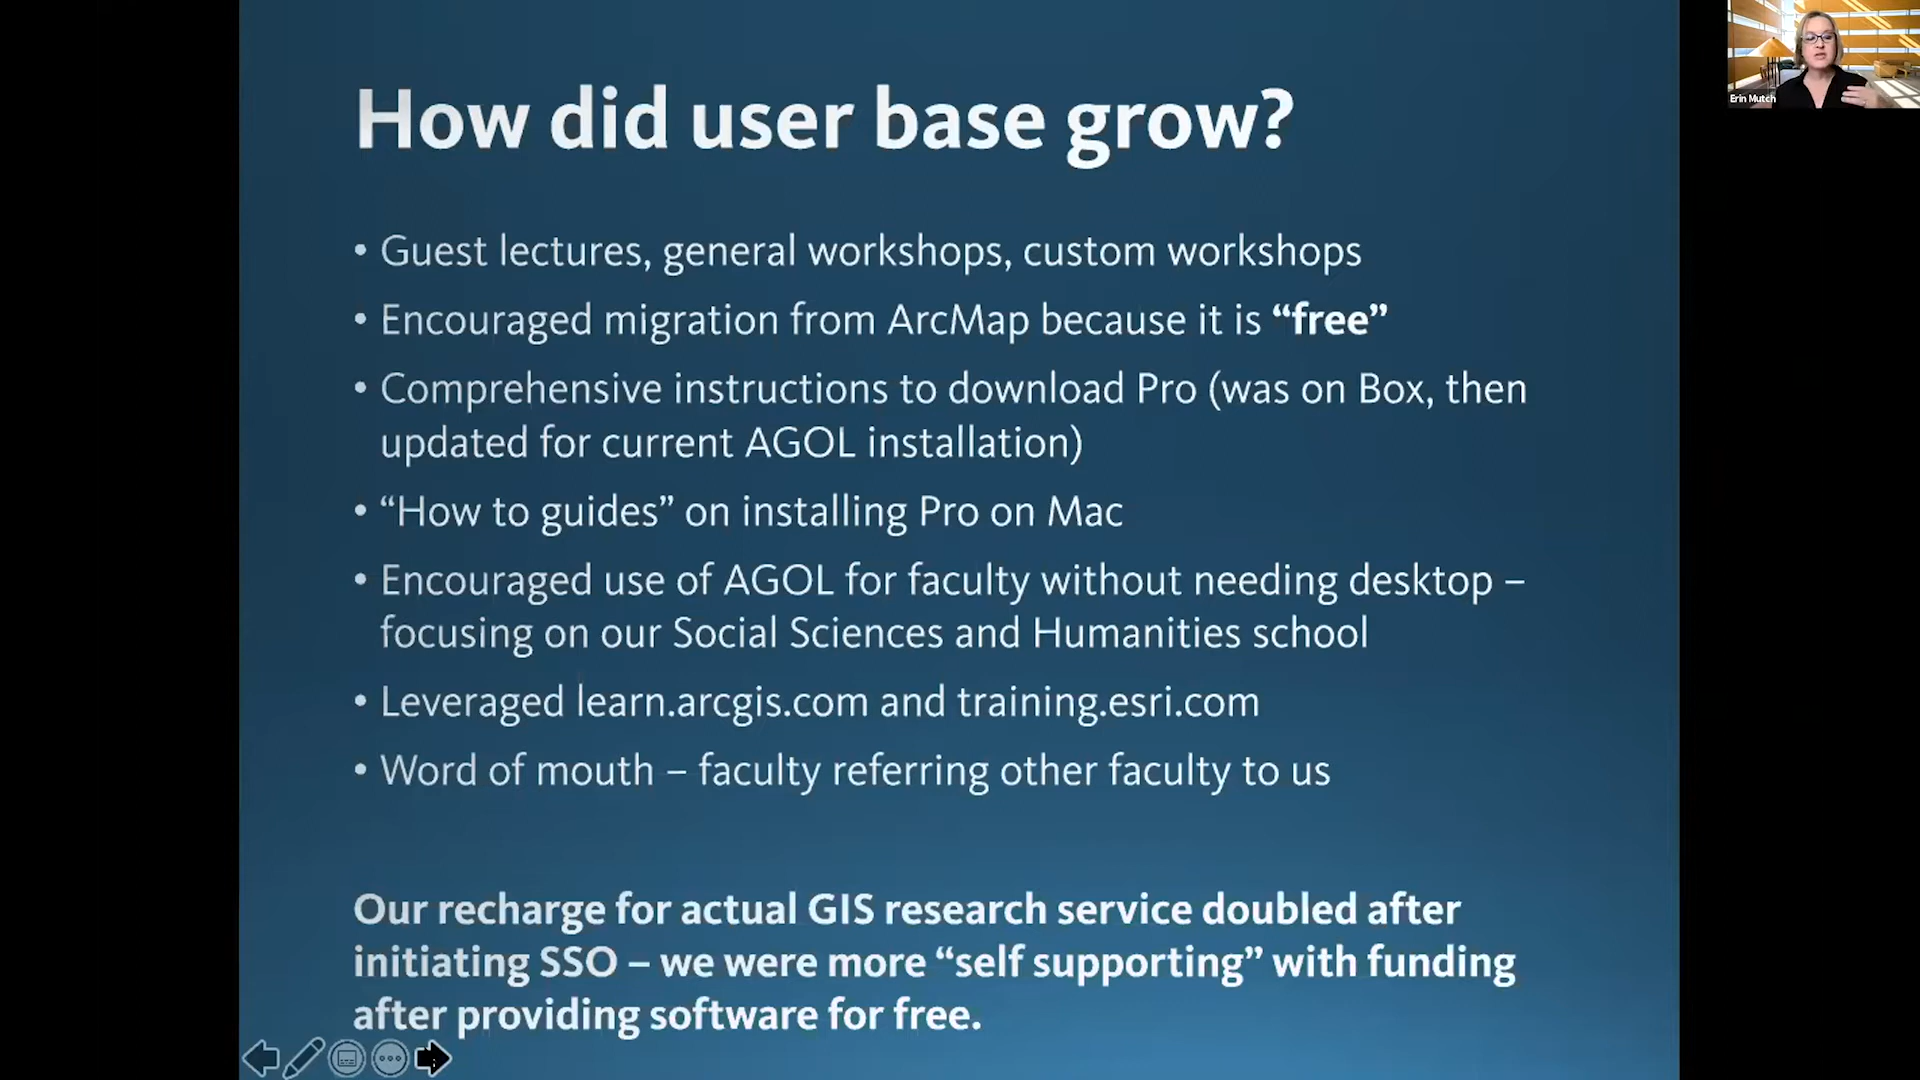 How did user base grow?
Erin Mutch
• Guest lectures, general workshops, custom workshops
• Encouraged migration from ArcMap because it is “free”
• Comprehensive instructions to download Pro (was on Box, then
updated for current AGOL installation)
• “How to guides” on installing Pro on Mac
• Encouraged use of AGOL for faculty without needing desktop –
focusing on our Social Sciences and Humanities school
• Leveraged learn.arcgis.com and training.esri.com
• Word of mouth – faculty referring other faculty to us
Our recharge for actual GIS research service doubled after
initiating SSO – we were more “self supporting” with funding
after providing software for free.